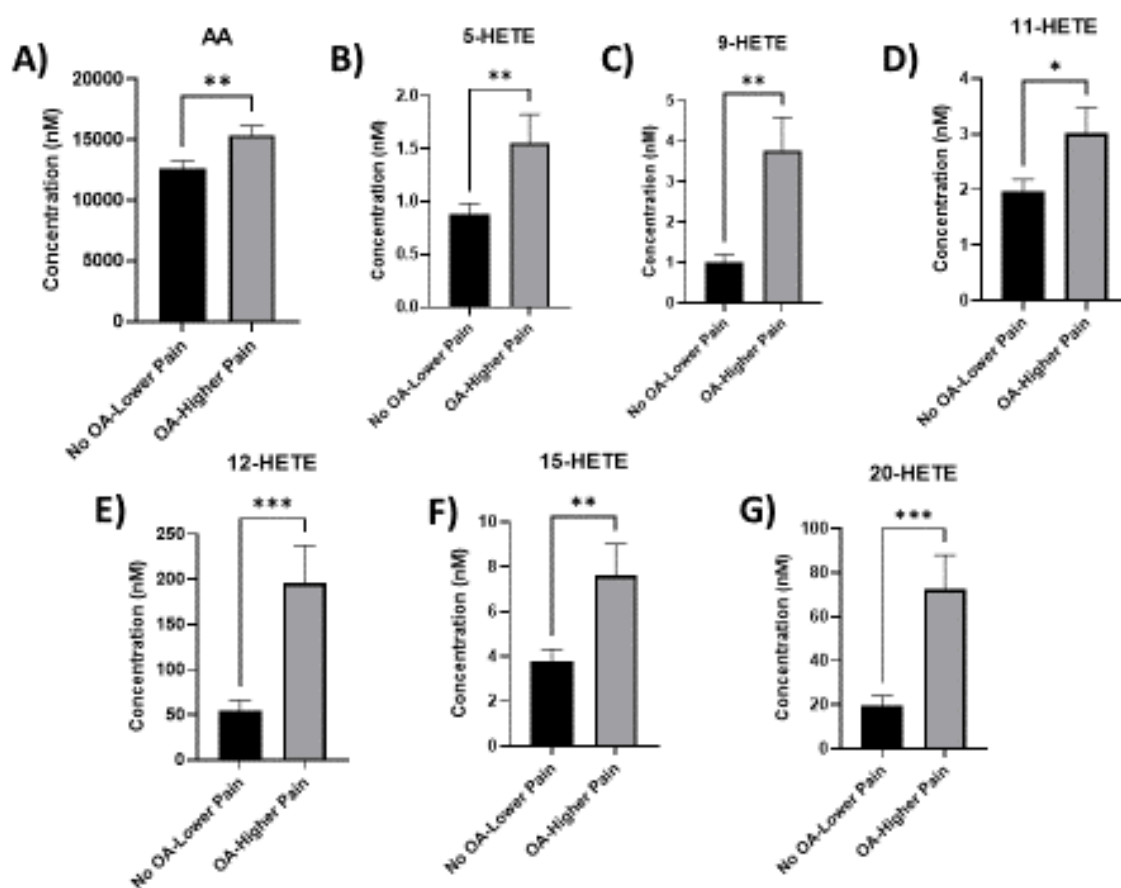 A)
AA
**
Concentration (nM)
20000
15000
10000
5000
0
No OA-Lower Pain
OA-Higher Pain
B)
5-HETE
**
Concentration (nM)
2.0
1.5
1.0
0.5
0.0
No OA-Lower Pain
OA-Higher Pain
C)
9-HETE
**
Concentration (nM)
5
4
3
2
1
0
No OA-Lower Pain
OA-Higher Pain
D)
11-HETE
*
Concentration (nM)
4
3
2
1
0
No OA-Lower Pain
OA-Higher Pain
E)
12-HETE
***
Concentration (nM)
250
200
150
100
50
0
No OA-Lower Pain
OA-Higher Pain
F)
15-HETE
**
Concentration (nM)
10
8
6
4
2
0
No OA-Lower Pain
OA-Higher Pain
G)
20-HETE
***
Concentration (nM)
100
80
60
40
20
0
No OA-Lower Pain
OA-Higher Pain